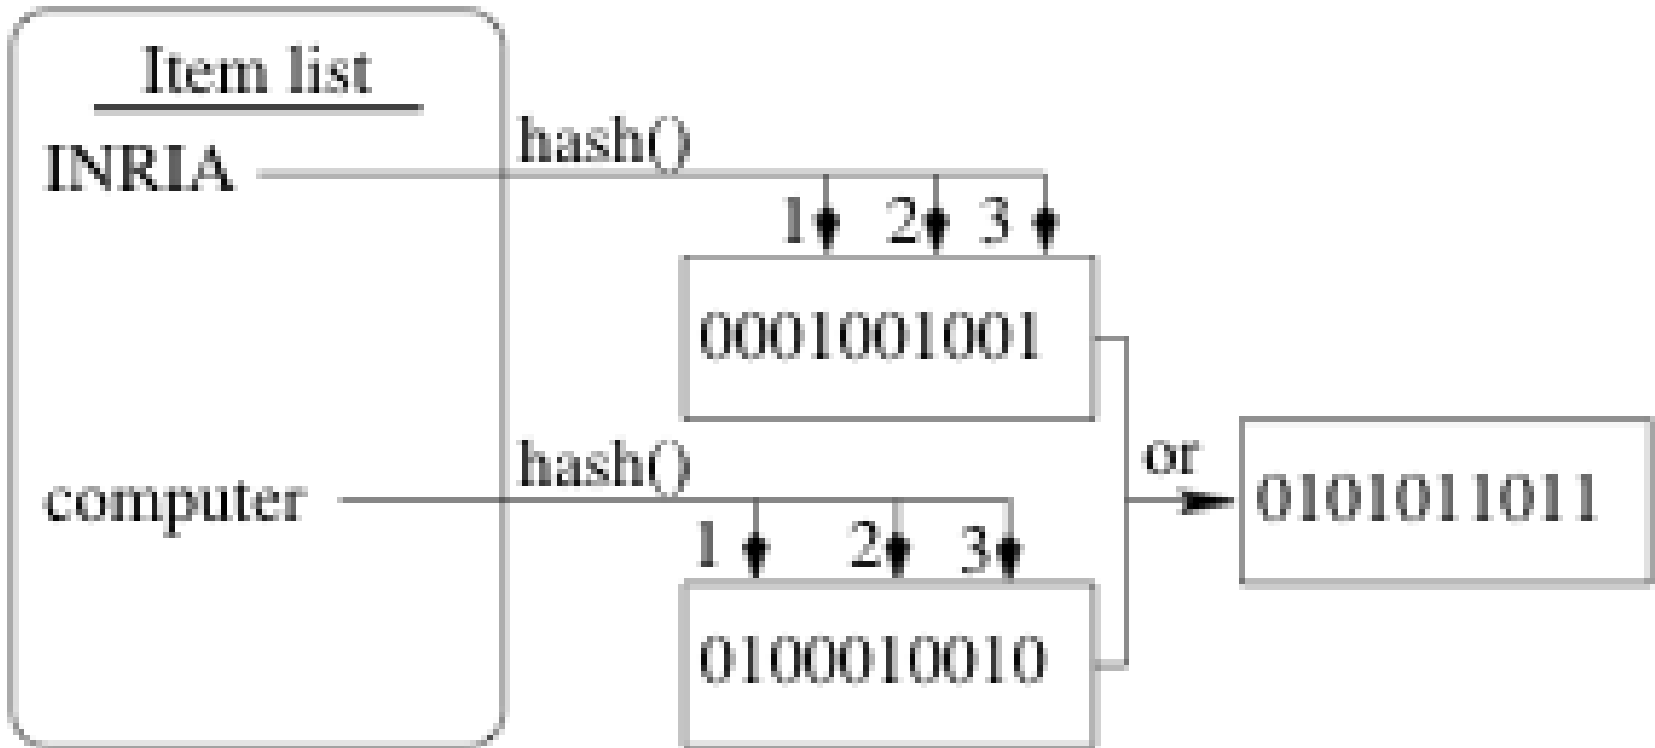 Item list
INRIA
hash()
1 2 3
0001001001
computer
hash()
1 2 3
0100010010
or
0101011011